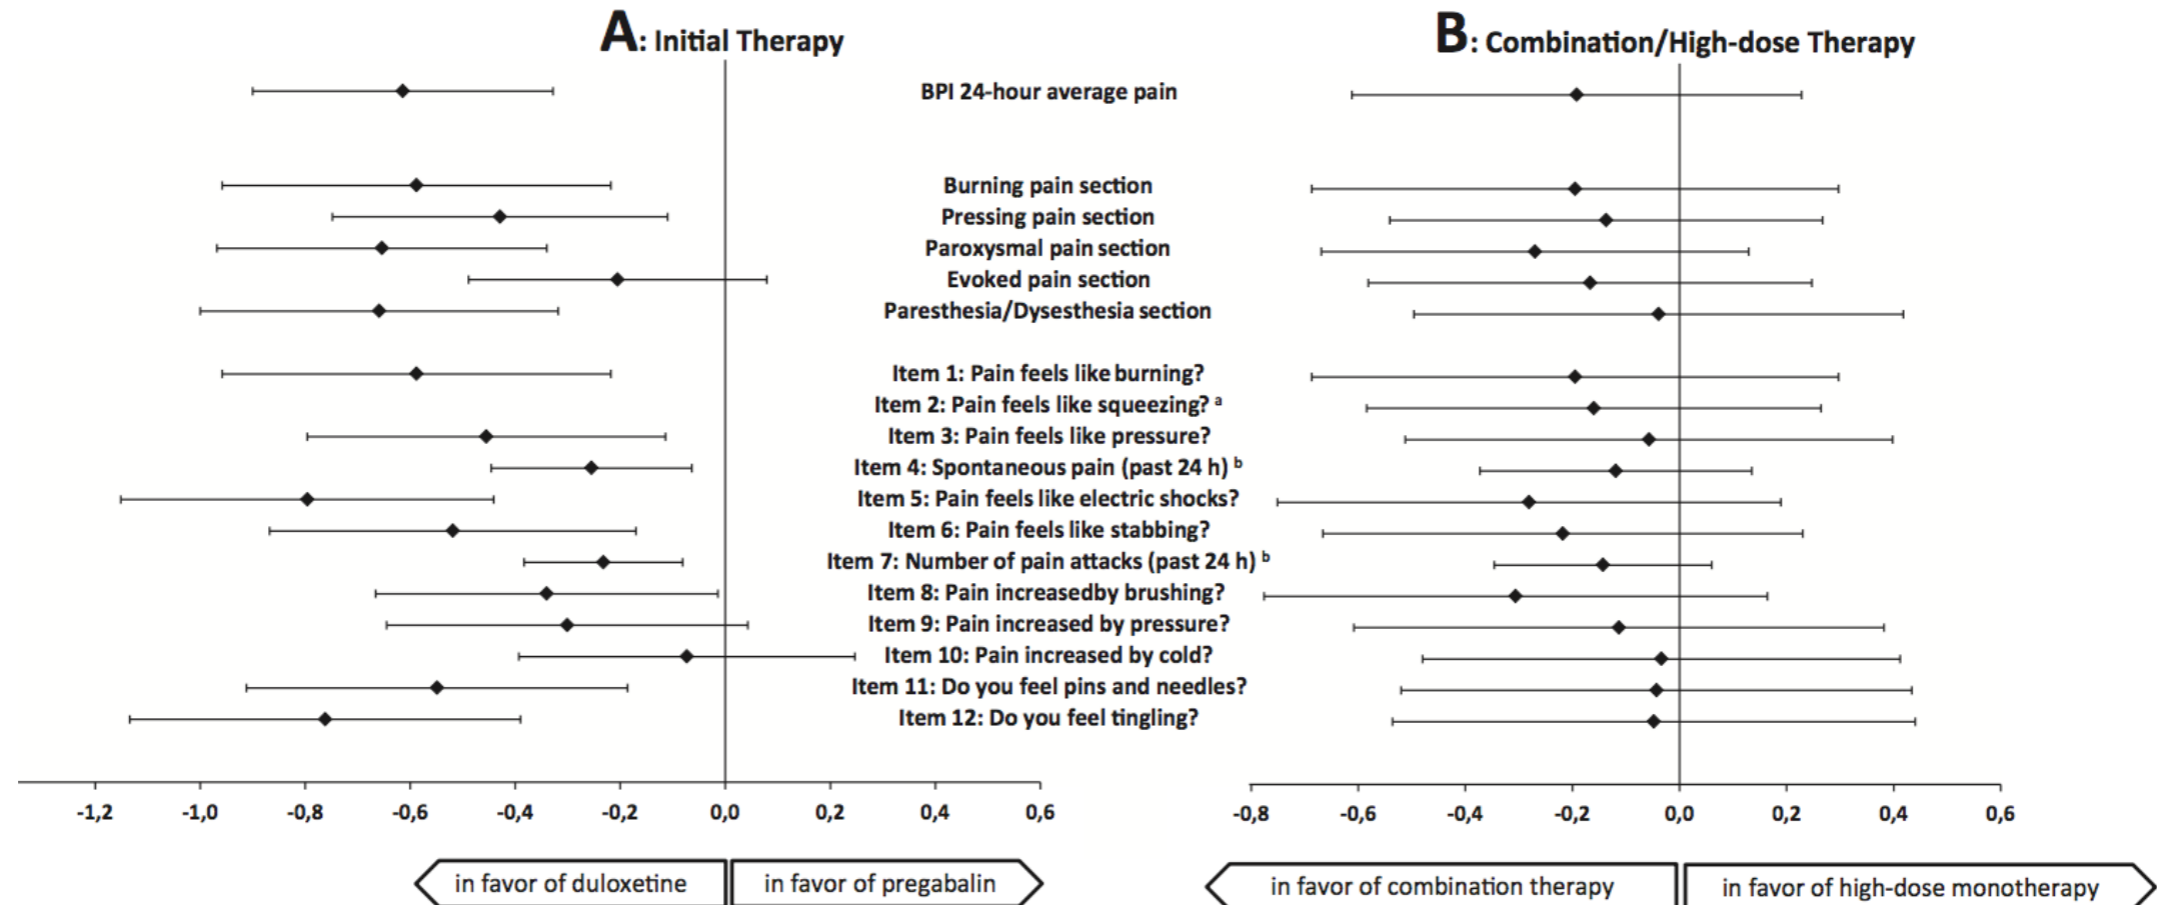 A: Initial Therapy
B: Combination/High-dose Therapy
BPI 24-hour average pain
Burning pain section
Pressing pain section
Paroxysmal pain section
Evoked pain section
Paresthesia/Dysesthesia section
Item 1: Pain feels like burning?
Item 2: Pain feels like squeezing? a
Item 3: Pain feels like pressure?
Item 4: Spontaneous pain (past 24 h) b
Item 5: Pain feels like electric shocks?
Item 6: Pain feels like stabbing?
Item 7: Number of pain attacks (past 24 h) b
Item 8: Pain increasedby brushing?
Item 9: Pain increased by pressure?
Item 10: Pain increased by cold?
Item 11: Do you feel pins and needles?
Item 12: Do you feel tingling?
-1,2 -1,0 -0,8 -0,6 -0,4 -0,2 0,0 0,2 0,4 0,6
-0,8 -0,6 -0,4 -0,2 0,0 0,2 0,4 0,6
in favor of duloxetine
in favor of pregabalin
in favor of combination therapy
in favor of high-dose monotherapy